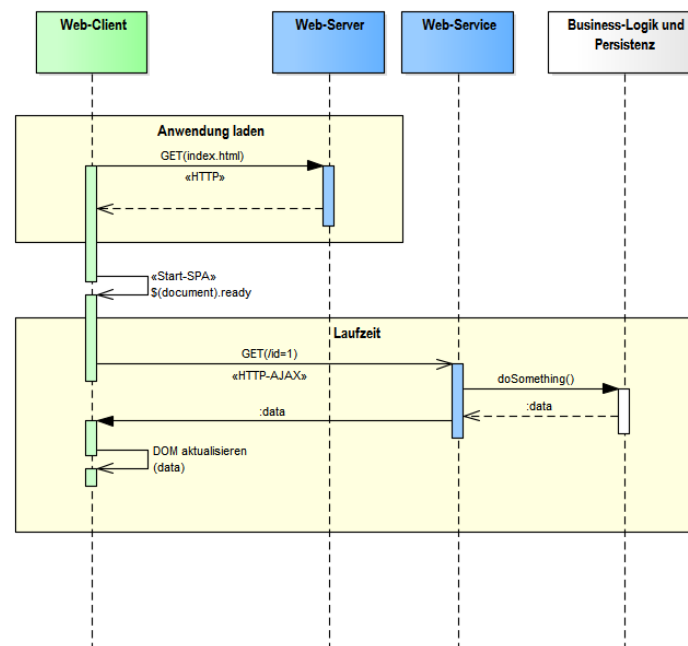 Web-Client
Web-Server
Web-Service
Business-Logik und
Persistenz
Anwendung laden
GET(index.html)
«HTTP»
«Start-SPA»
$(document).ready
Laufzeit
GET(/id=1)
«HTTP-AJAX»
doSomething()
:data
:data
DOM aktualisieren
(data)